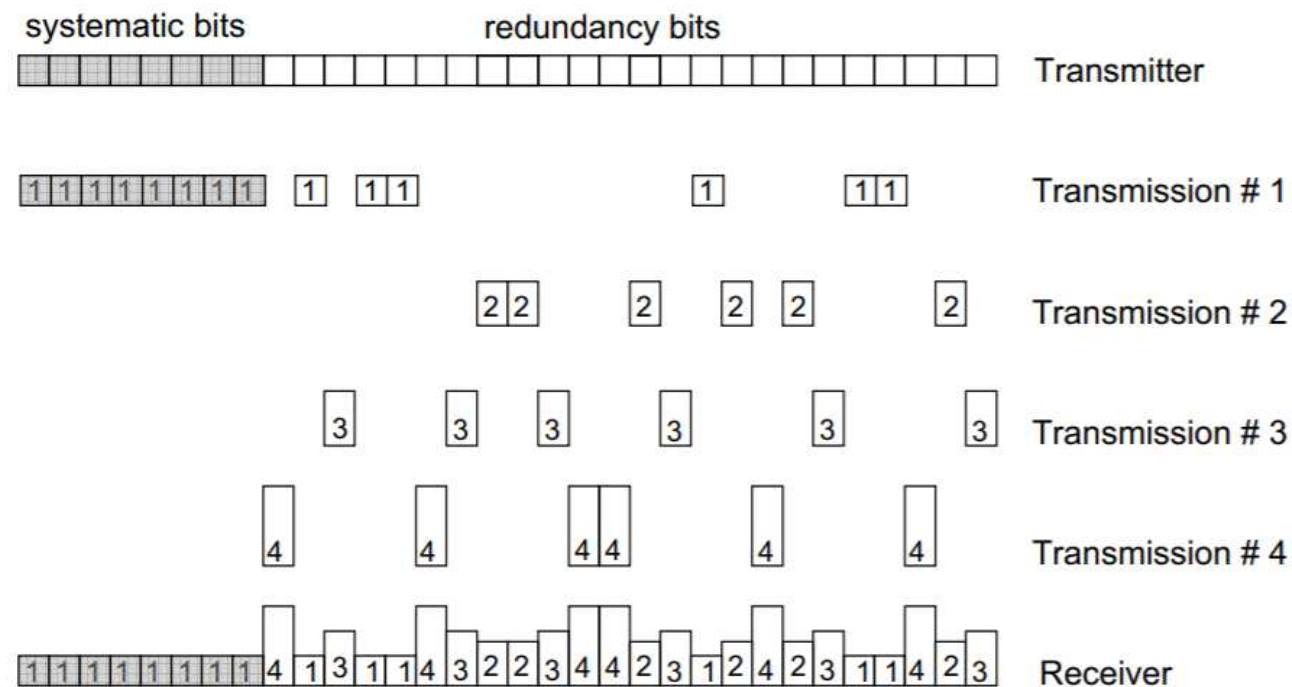 systematic bits redundancy bits
Transmitter
1 1 1 1 1 1 1 1 1 1 1 1 1 1 Transmission # 1
2 2 2 2 2 2 Transmission # 2
3 3 3 3 3 3 Transmission # 3
4 4 4 4 4 4 Transmission # 4
1 1 1 1 1 1 1 1 4 1 3 1 1 4 3 2 2 3 4 4 2 3 1 2 4 2 3 1 1 4 2 3 Receiver